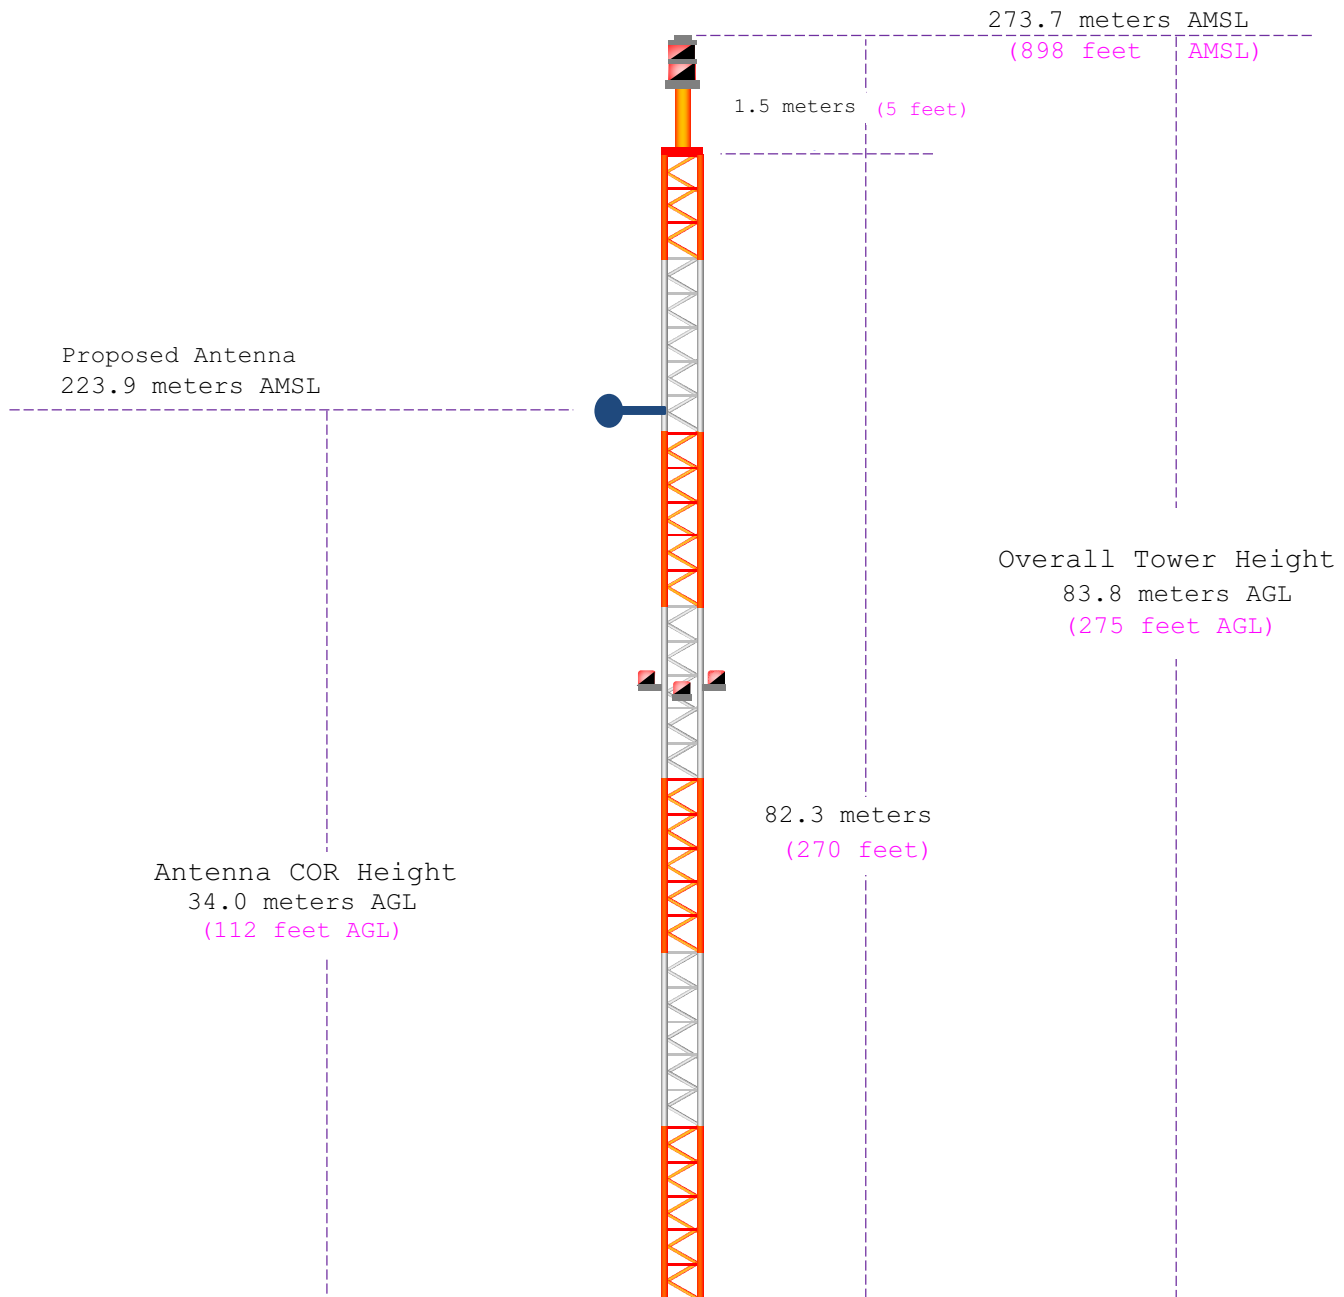 273.7 meters AMSL
(898 feet AMSL)
1.5 meters (5 feet)
Proposed Antenna
223.9 meters AMSL
Overall Tower Height
83.8 meters AGL
(275 feet AGL)
82.3 meters
(270 feet)
Antenna COR Height
34.0 meters AGL
(112 feet AGL)